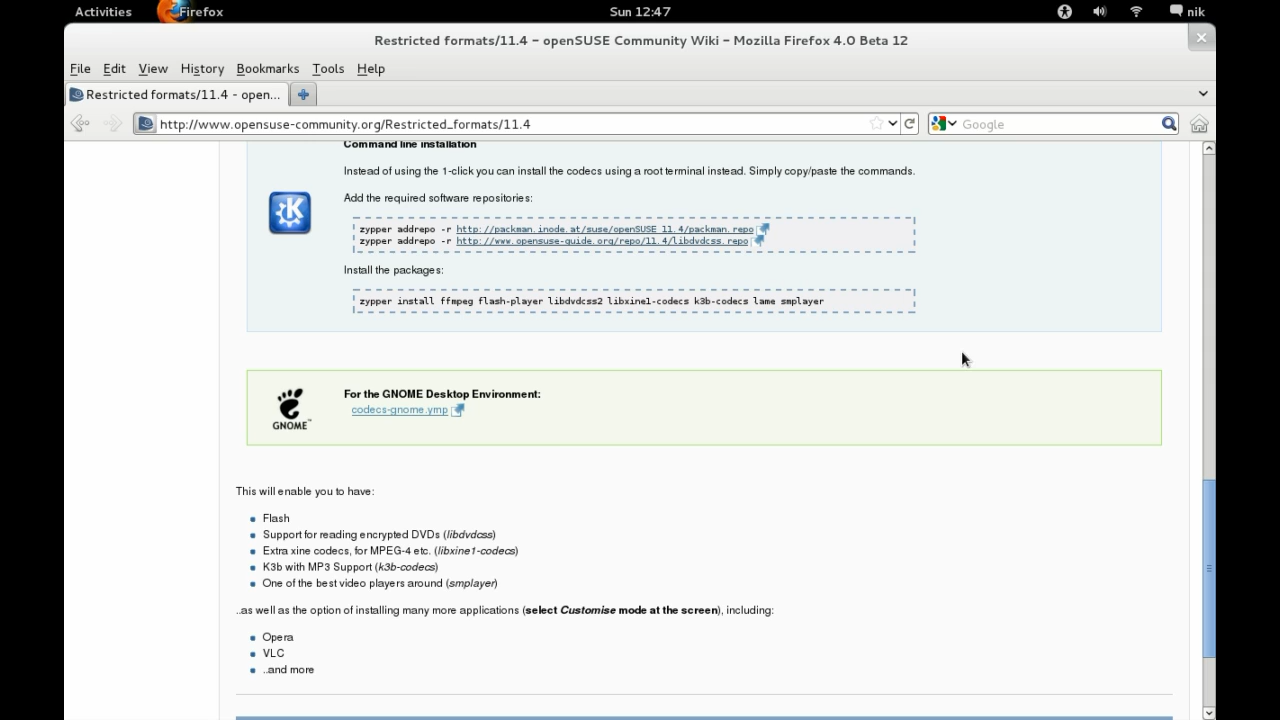 Activities Firefox Sun 12:47 nik
Restricted formats/11.4 – openSUSE Community Wiki – Mozilla Firefox 4.0 Beta 12
File Edit View History Bookmarks Tools Help
Restricted formats/11.4 - open...
http://www.opensuse-community.org/Restricted_formats/11.4 Google
Command line installation
Instead of using the 1-click you can install the codecs using a root terminal instead. Simply copy/paste the commands.
Add the required software repositories:
zypper addrepo -r http://packman.inode.at/suse/openSUSE_11.4/packman.repo
zypper addrepo -r http://www.opensuse-guide.org/repo/11.4/libdvdcss.repo
Install the packages:
zypper install ffmpeg flash-player libdvdcss2 libxine1-codecs k3b-codecs lame smplayer
For the GNOME Desktop Environment:
codecs-gnome.ymp
GNOME™
This will enable you to have:
Flash
Support for reading encrypted DVDs (libdvdcss)
Extra xine codecs, for MPEG-4 etc. (libxine1-codecs)
K3b with MP3 Support (k3b-codecs)
One of the best video players around (smplayer)
..as well as the option of installing many more applications (select Customise mode at the screen), including:
Opera
VLC
..and more